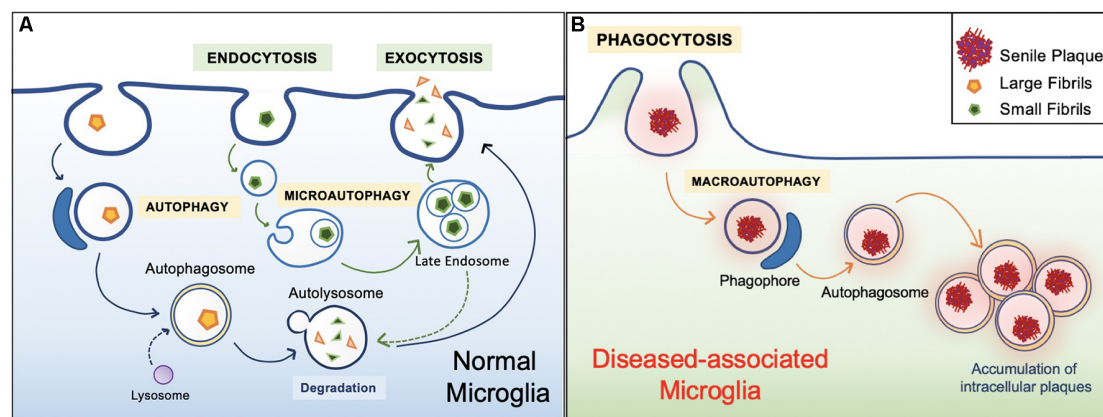 A
ENDOCYTOSIS
EXOCYTOSIS
AUTOPHAGY
MICROAUTOPHAGY
Late Endosome
Autophagosome
Autolysosome
Lysosome
Degradation
Normal
Microglia
B
PHAGOCYTOSIS
Senile Plaque
Large Fibrils
Small Fibrils
MACROAUTOPHAGY
Phagophore
Autophagosome
Diseased-associated
Microglia
Accumulation of
intracellular plaques